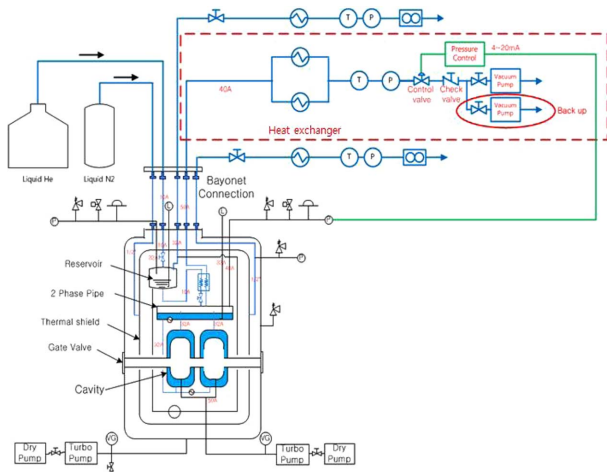 T
P
Pressure
Control
4~20mA
40A
T
P
Control
valve
Check
valve
Vacuum
Pump
Vacuum
Pump
Back up
Heat exchanger
T
P
Liquid He
Liquid N2
Bayonet
Connection
L
L
P
P
P
Reservoir
2 Phase Pipe
Thermal shield
Gate Valve
Cavity
VG
VG
Dry
Pump
Turbo
Pump
Turbo
Pump
Dry
Pump